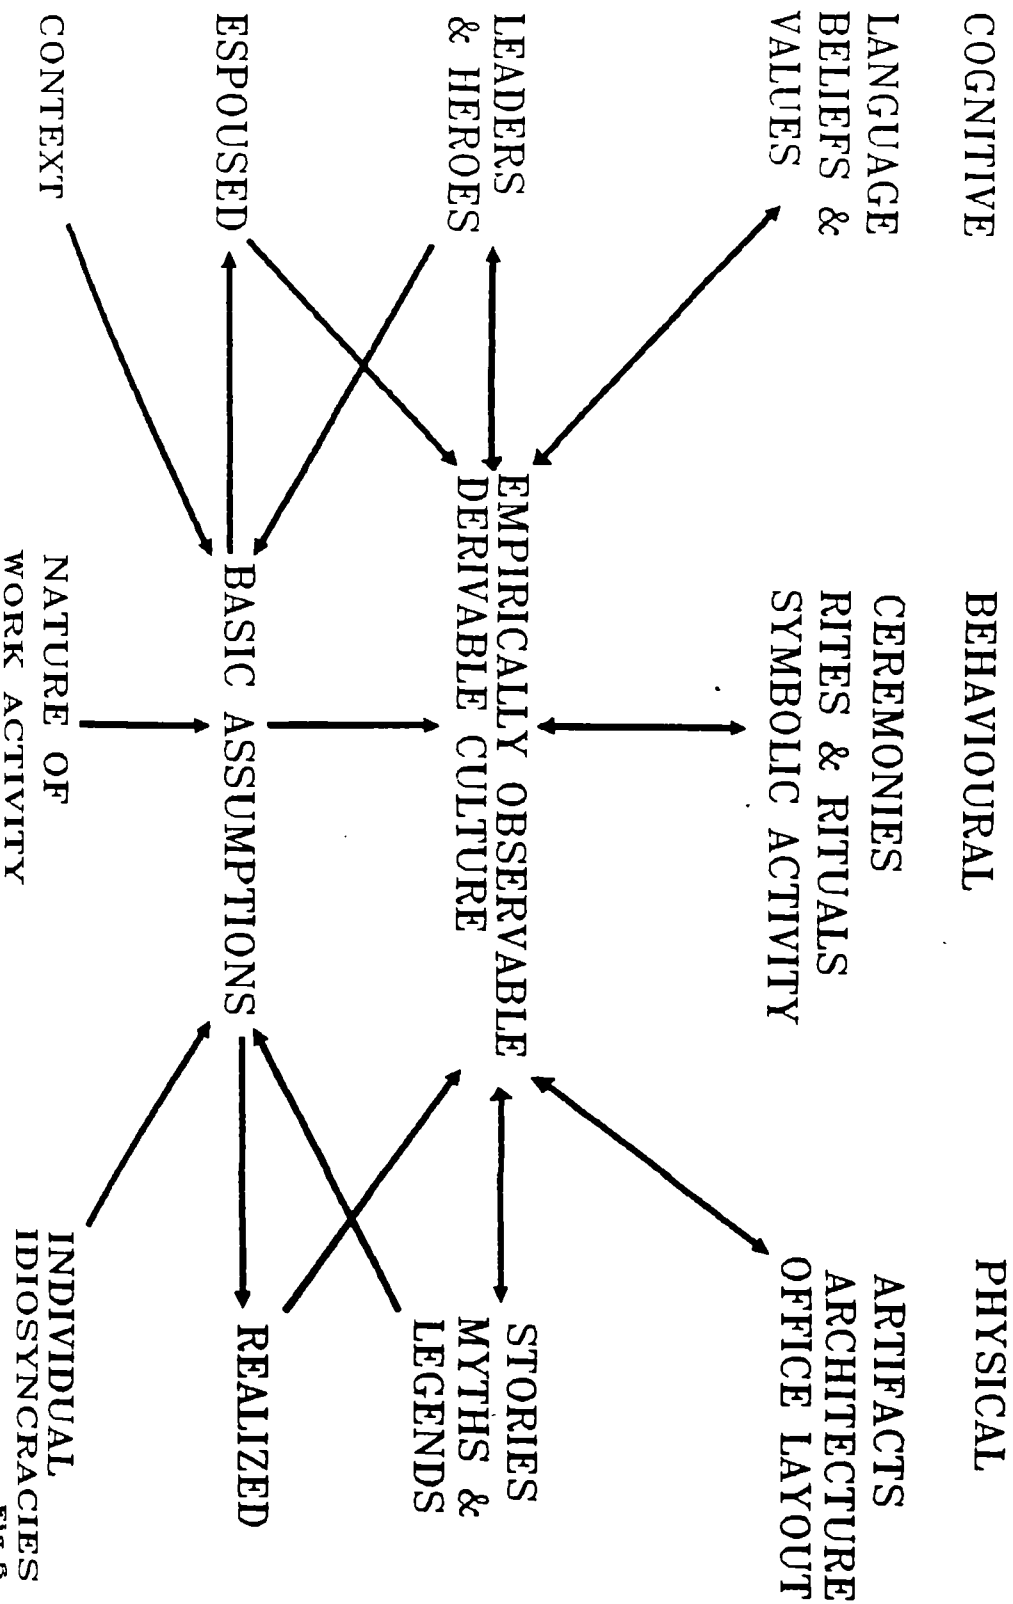 COGNITIVE
BEHAVIOURAL
PHYSICAL
LANGUAGE
BELIEFS &
VALUES
CEREMONIES
RITES & RITUALS
SYMBOLIC ACTIVITY
ARTIFACTS
ARCHITECTURE
OFFICE LAYOUT
LEADERS
& HEROES
EMPIRICALLY OBSERVABLE
DERIVABLE CULTURE
STORIES
MYTHS &
LEGENDS
ESPOUSED
BASIC ASSUMPTIONS
REALIZED
CONTEXT
NATURE OF
WORK ACTIVITY
INDIVIDUAL
IDIOSYNCRACIES